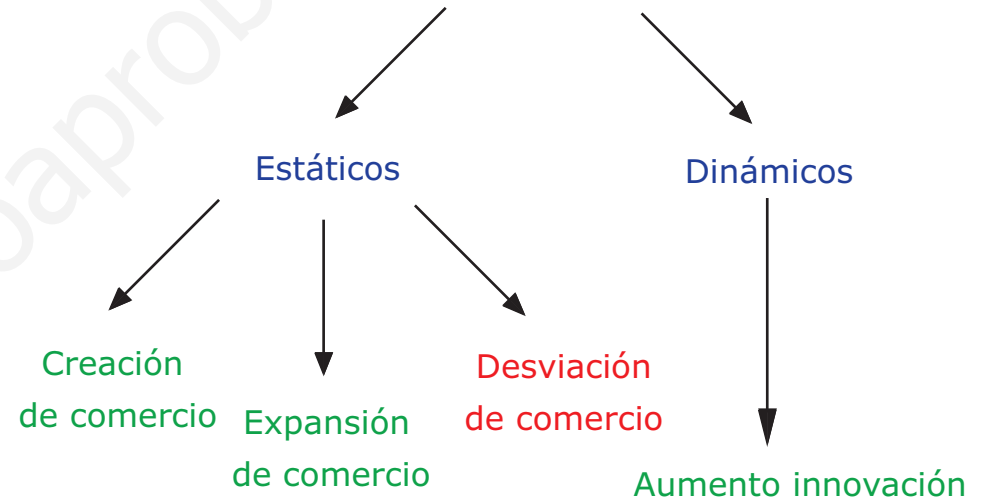 Estáticos
Dinámicos
Creación
de comercio
Expansión
de comercio
Desviación
de comercio
Aumento innovación